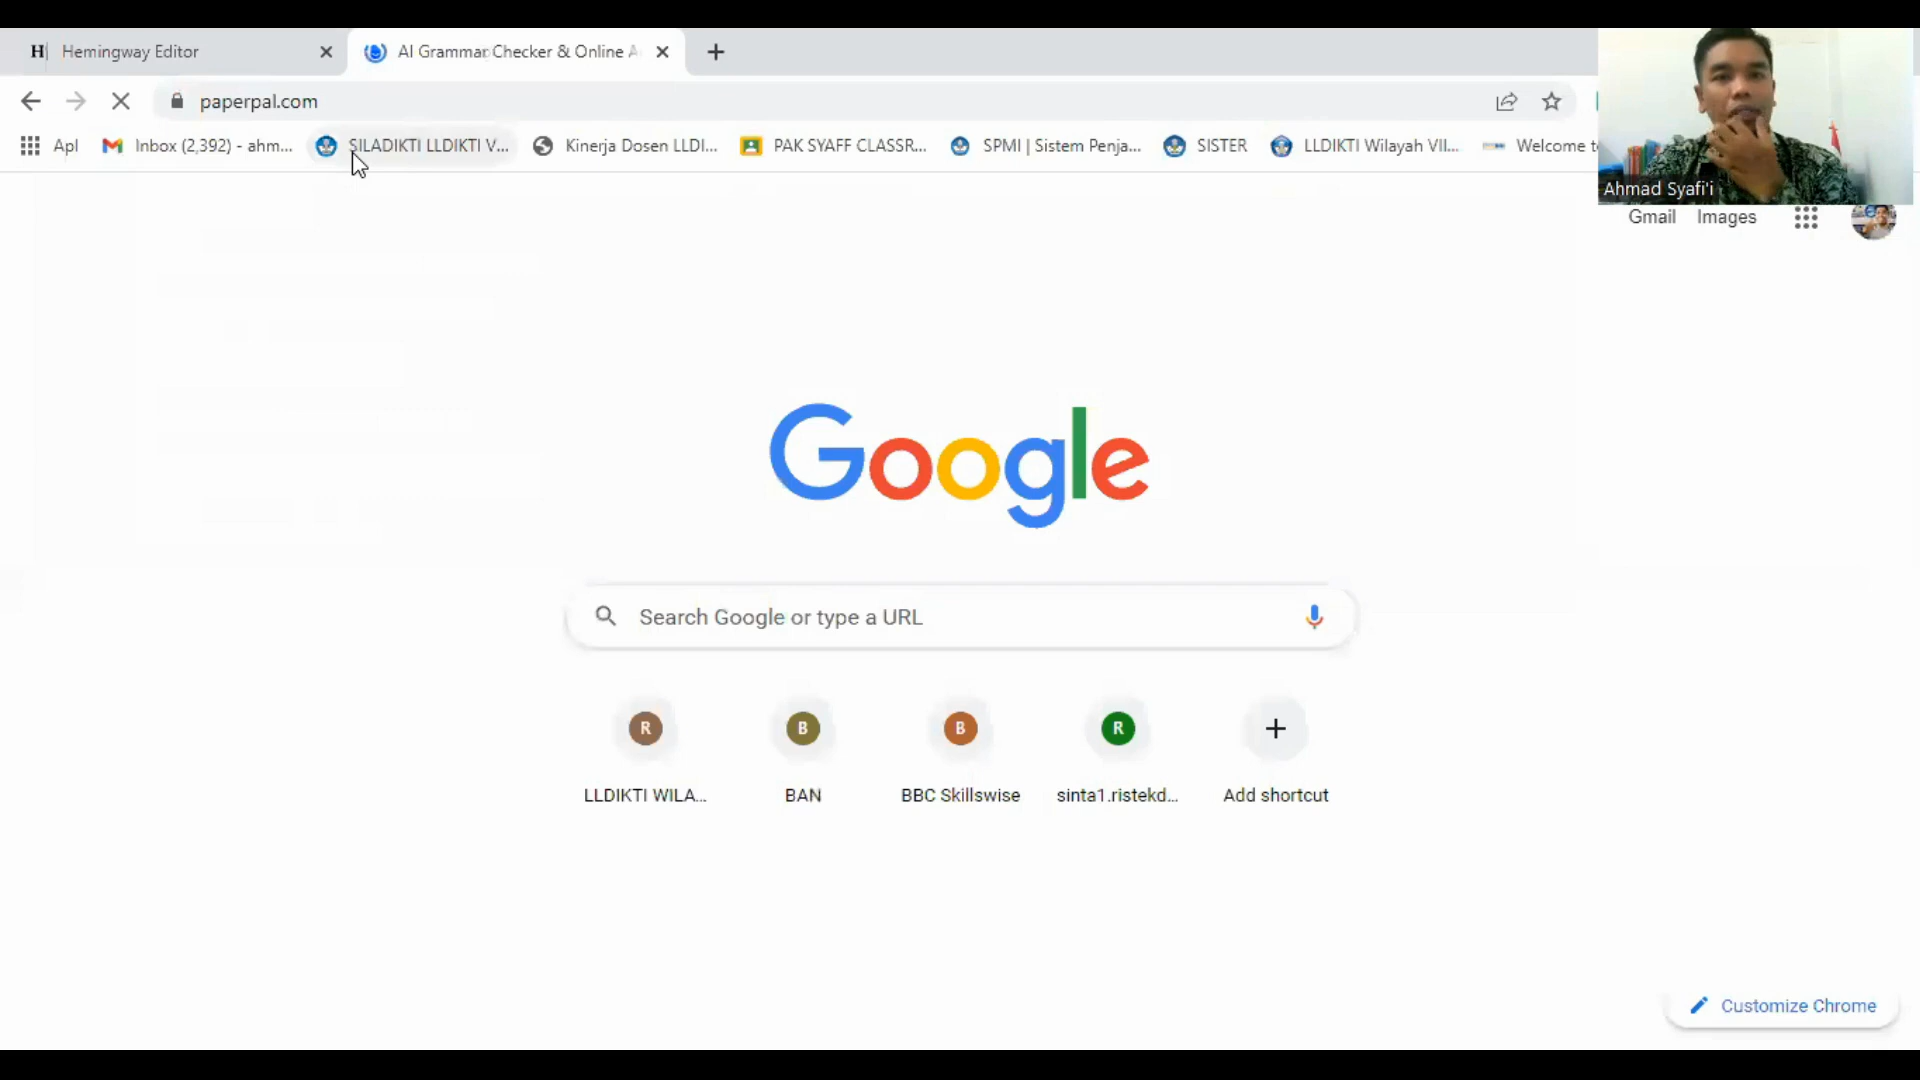 Hemingway Editor
AI Grammar Checker & Online A
paperpal.com
Apl
Inbox (2,392) - ahm...
SILADIKTI LLDIKTI V...
Kinerja Dosen LLDI...
PAK SYAFF CLASSR...
SPMI | Sistem Penja...
SISTER
LLDIKTI Wilayah VII...
Welcome to
Ahmad Syafi'i
Gmail
Images
Google
Search Google or type a URL
R
B
B
R
LLDIKTI WILA...
BAN
BBC Skillswise
sinta1.ristekd...
Add shortcut
Customize Chrome